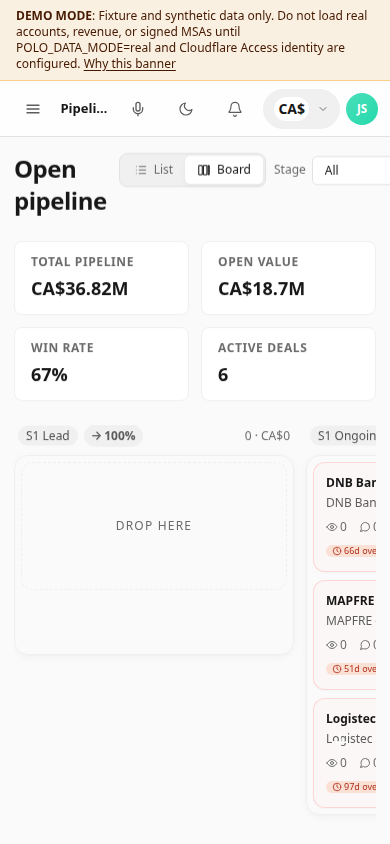 DEMO MODE: Fixture and synthetic data only. Do not load real
accounts, revenue, or signed MSAs until
POLO_DATA_MODE=real and Cloudflare Access identity are
configured. Why this banner
Pipeli...
CA$
JS
Open
pipeline
List
Board
Stage
All
TOTAL PIPELINE
CA$36.82M
OPEN VALUE
CA$18.7M
WIN RATE
67%
ACTIVE DEALS
6
S1 Lead
→ 100%
0 · CA$0
DROP HERE
S1 Ongoin
DNB Ban
DNB Ban
0
66d ove
MAPFRE
MAPFRE
0
51d ove
Logistec
Logistec
0
97d ove